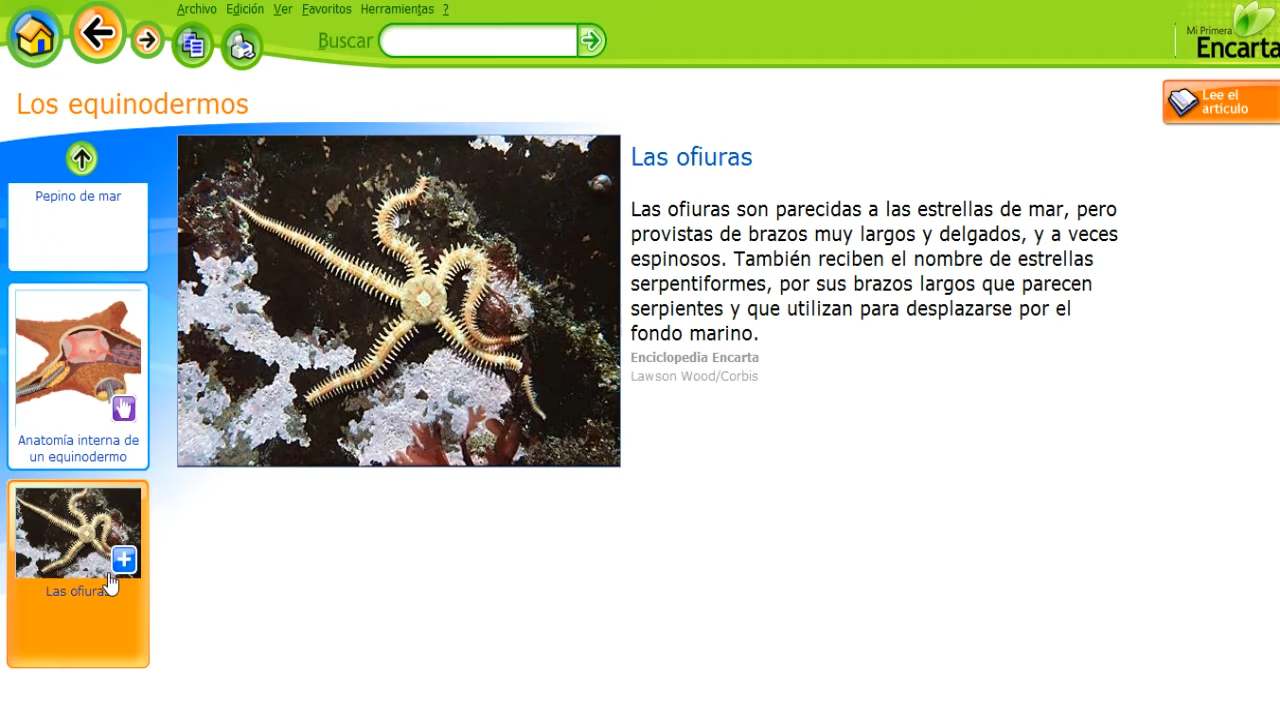 Archivo Edición Ver Favoritos Herramientas ?
Buscar
Mi Primera
Encarta
Los equinodermos
Lee el
artículo
Pepino de mar
Anatomía interna de
un equinodermo
Las ofiuras
Las ofiuras
Las ofiuras son parecidas a las estrellas de mar, pero
provistas de brazos muy largos y delgados, y a veces
espinosos. También reciben el nombre de estrellas
serpentiformes, por sus brazos largos que parecen
serpientes y que utilizan para desplazarse por el
fondo marino.
Enciclopedia Encarta
Lawson Wood/Corbis